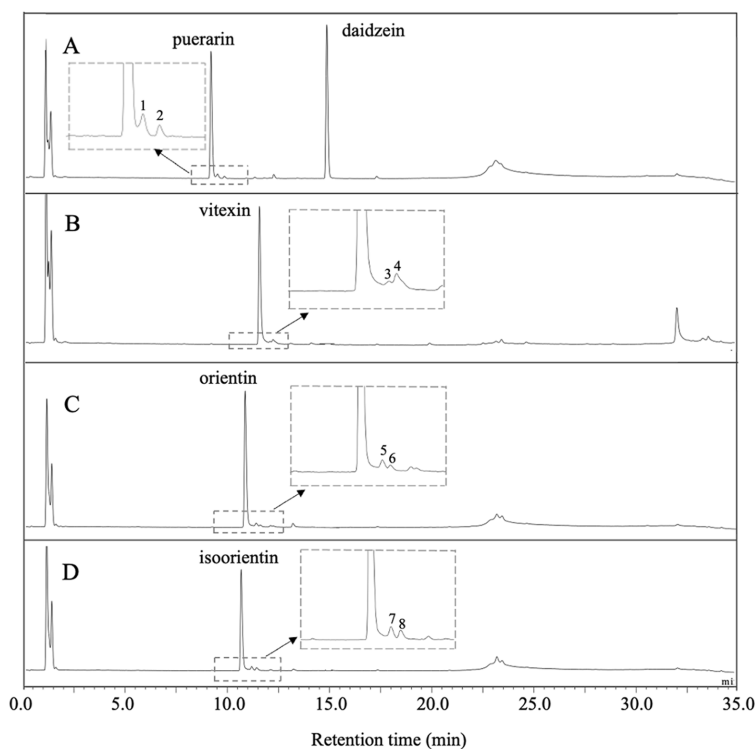 A
puerarin
daidzein
1
2
B
vitexin
3
4
C
orientin
5
6
D
isoorientin
7
8
mi
0.0 5.0 10.0 15.0 20.0 25.0 30.0 35.0
Retention time (min)